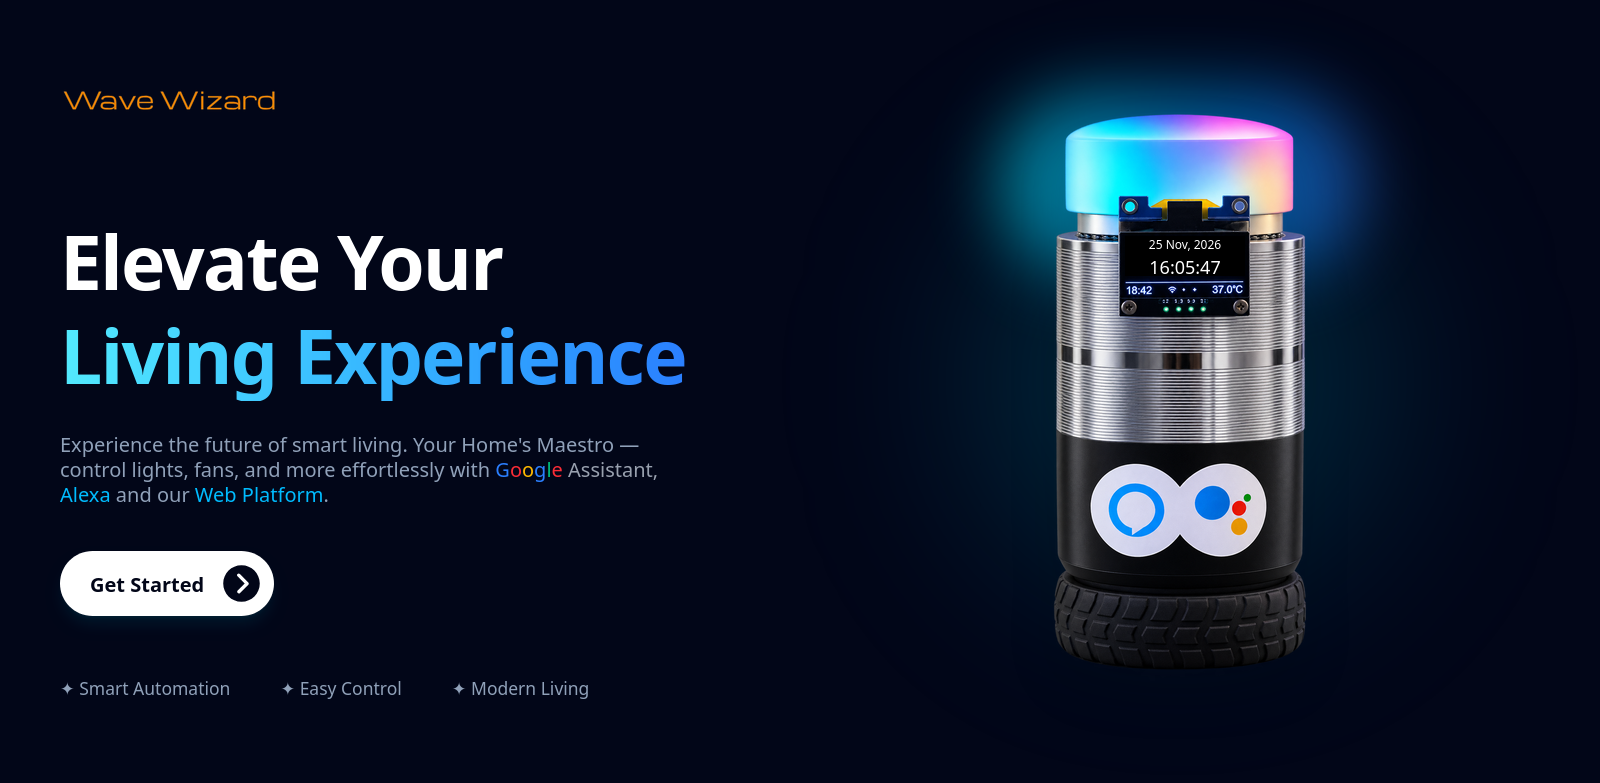 Wave Wizard
Elevate Your
Living Experience
Experience the future of smart living. Your Home's Maestro —
control lights, fans, and more effortlessly with Google Assistant,
Alexa and our Web Platform.
Get Started
✦ Smart Automation ✦ Easy Control ✦ Modern Living
25 Nov, 2026
16:05:47
18:42 37.0°C